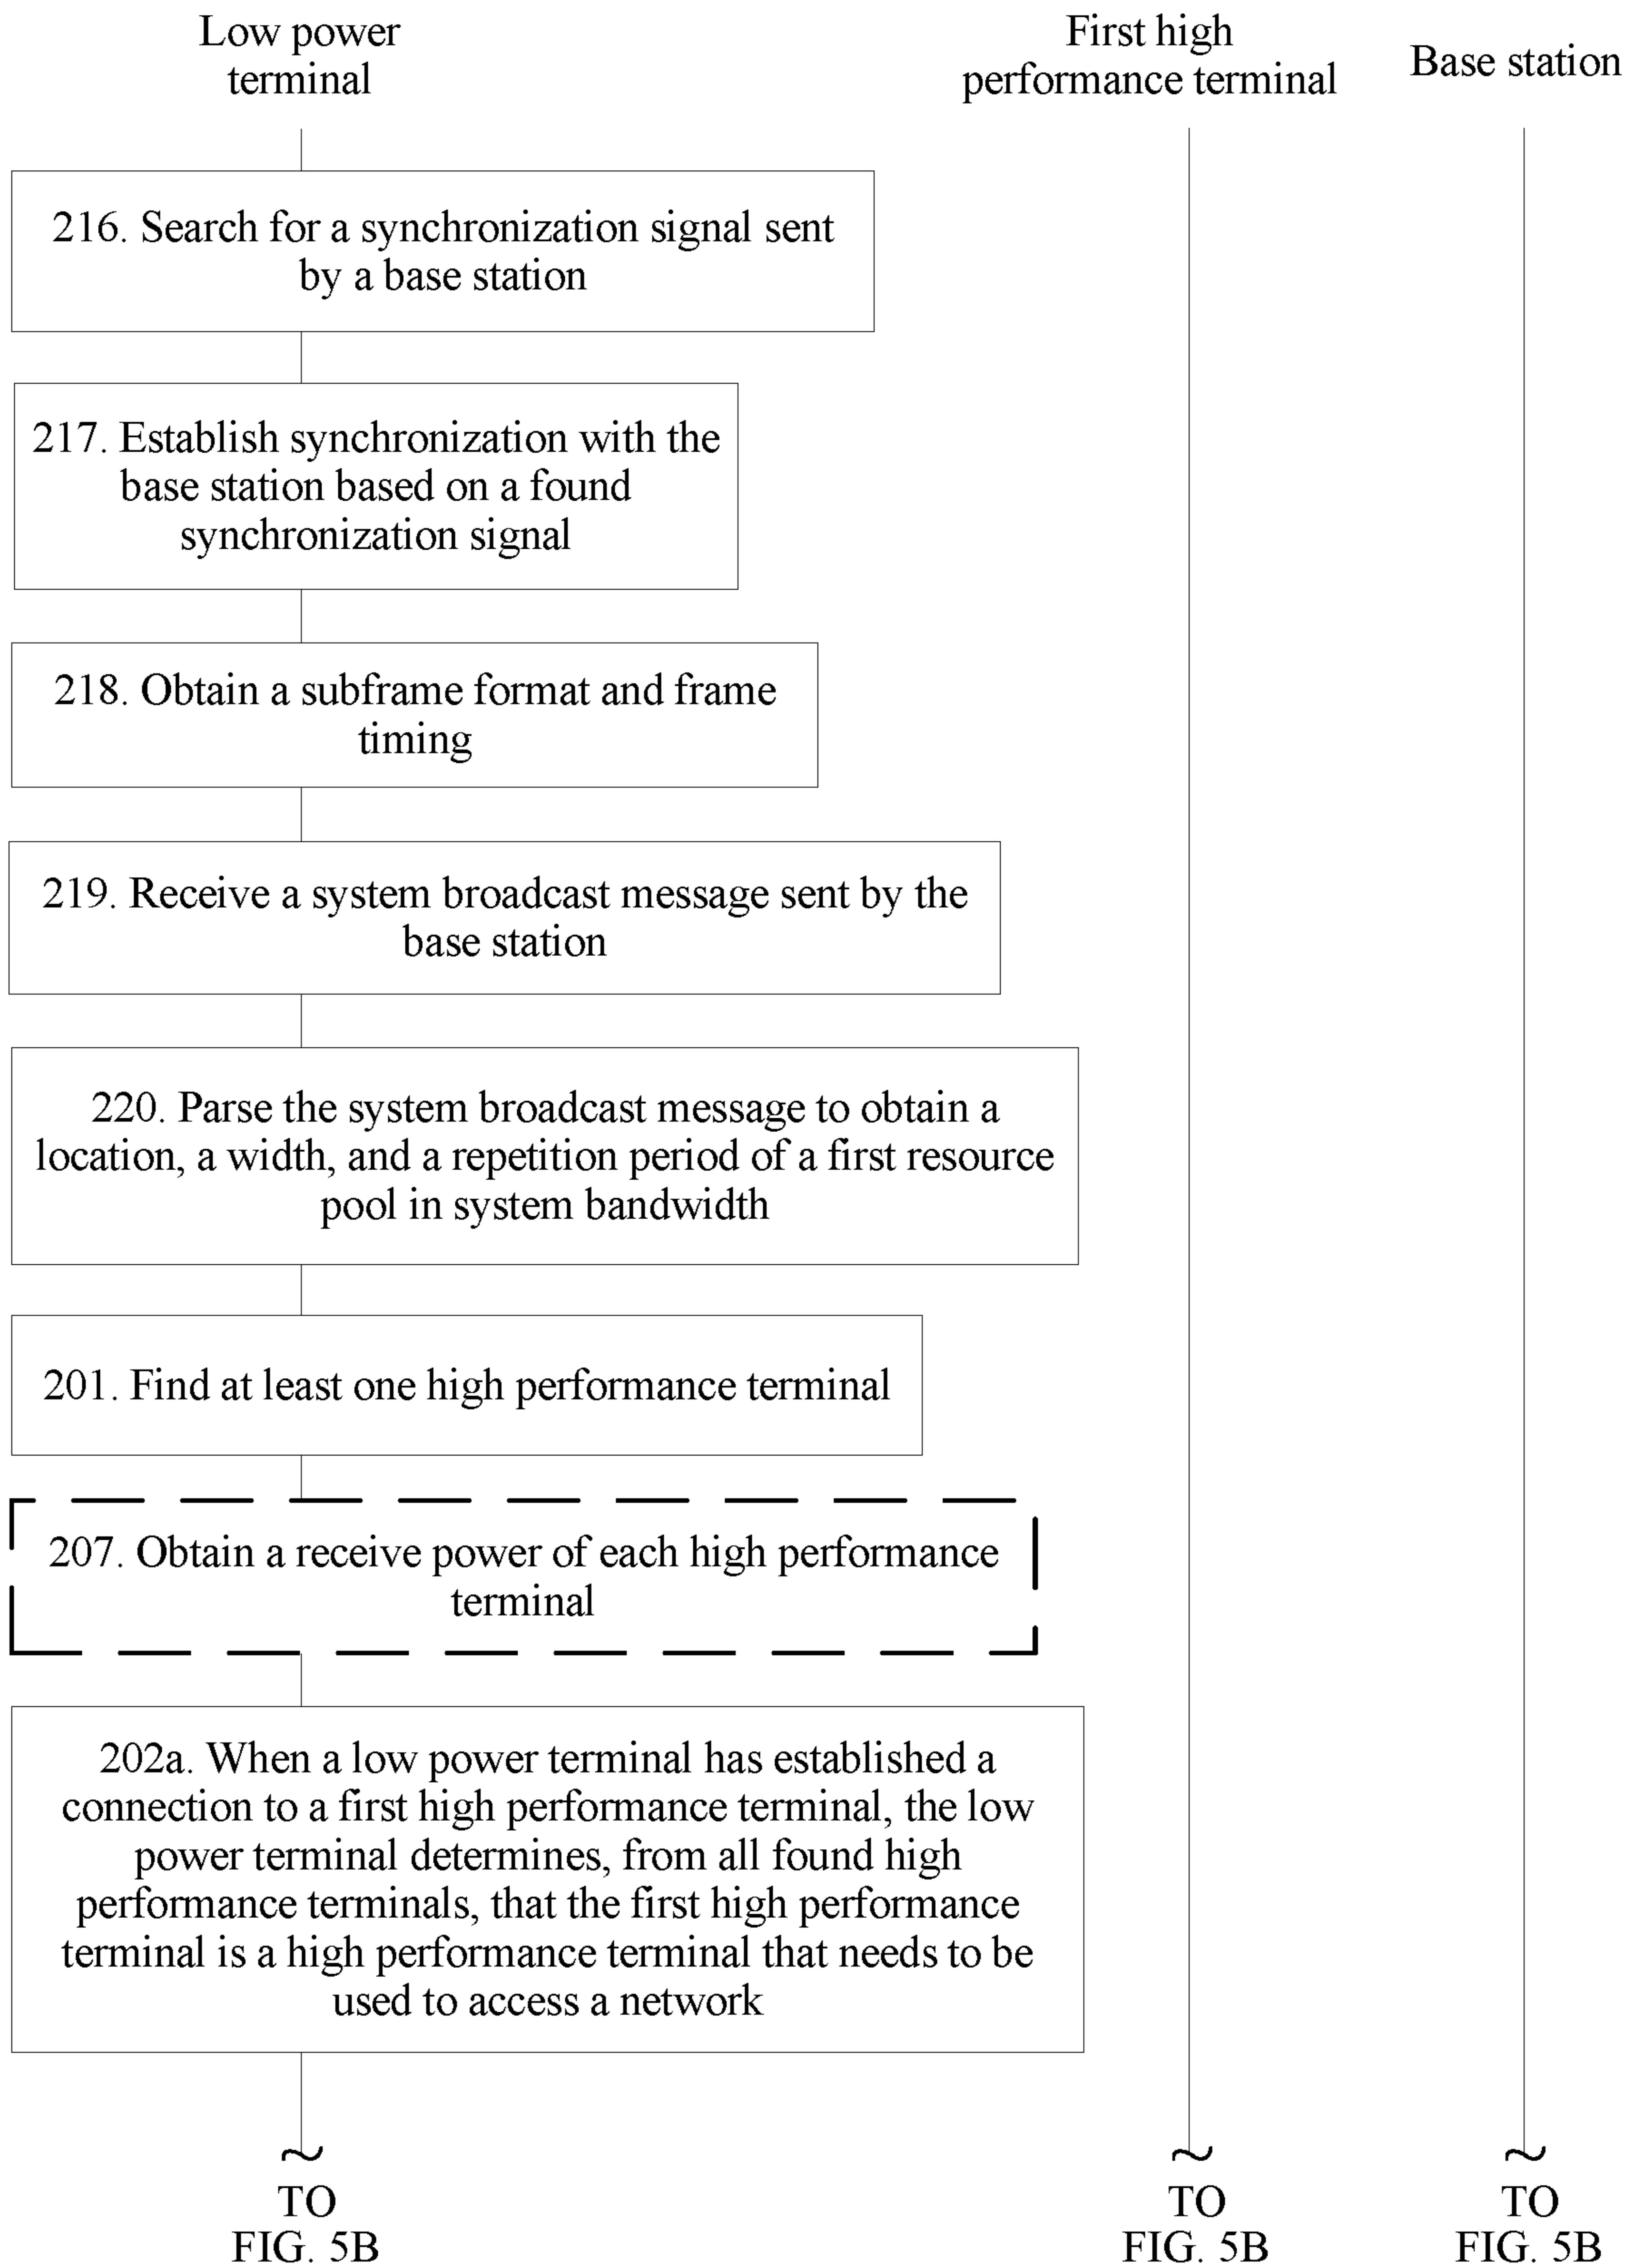 Low power
terminal
First high
performance terminal
Base station
216. Search for a synchronization signal sent
by a base station
217. Establish synchronization with the
base station based on a found
synchronization signal
218. Obtain a subframe format and frame
timing
219. Receive a system broadcast message sent by the
base station
220. Parse the system broadcast message to obtain a
location, a width, and a repetition period of a first resource
pool in system bandwidth
201. Find at least one high performance terminal
207. Obtain a receive power of each high performance
terminal
202a. When a low power terminal has established a
connection to a first high performance terminal, the low
power terminal determines, from all found high
performance terminals, that the first high performance
terminal is a high performance terminal that needs to be
used to access a network
~
TO
FIG. 5B
~
TO
FIG. 5B
~
TO
FIG. 5B